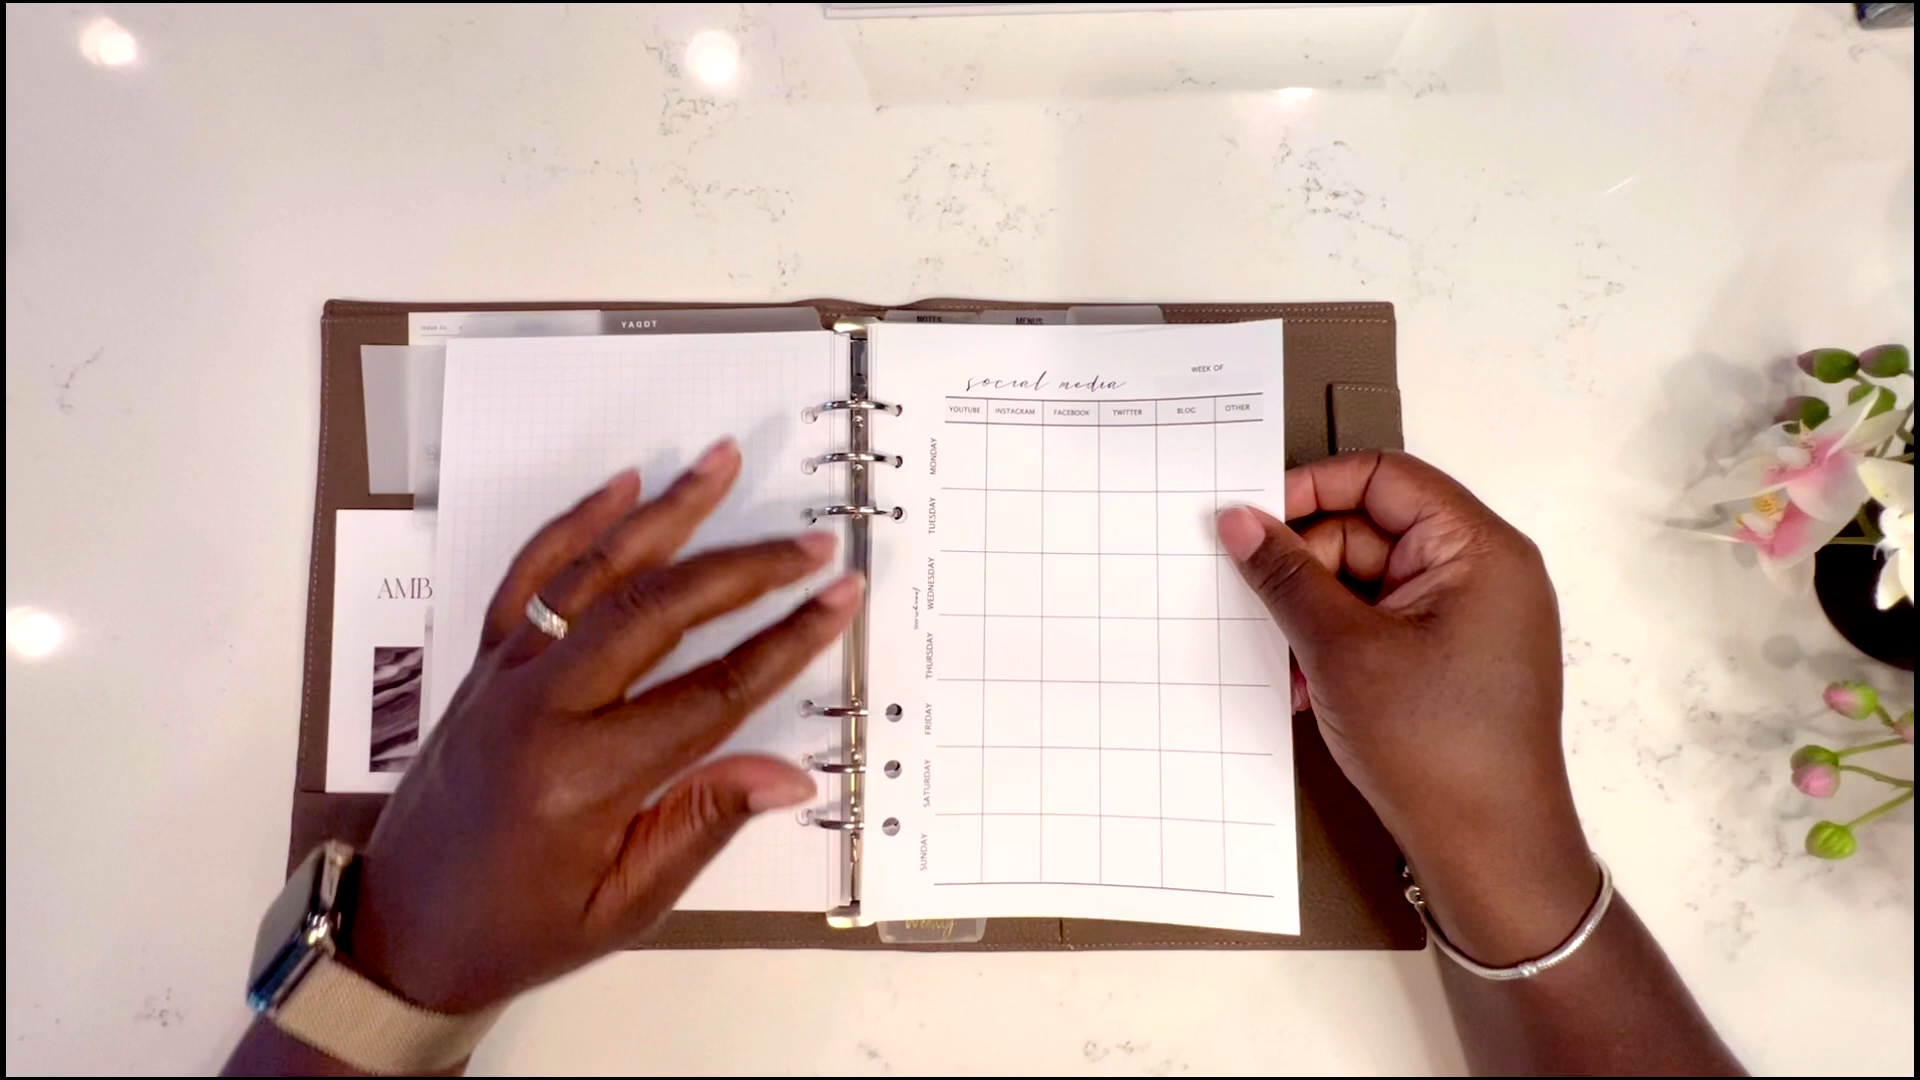 TODAY
NOTES
MENUS
AMB
social media
WEEK OF
YOUTUBE INSTAGRAM FACEBOOK TWITTER BLOG OTHER
MONDAY
TUESDAY
WEDNESDAY
THURSDAY
FRIDAY
SATURDAY
SUNDAY
weekly